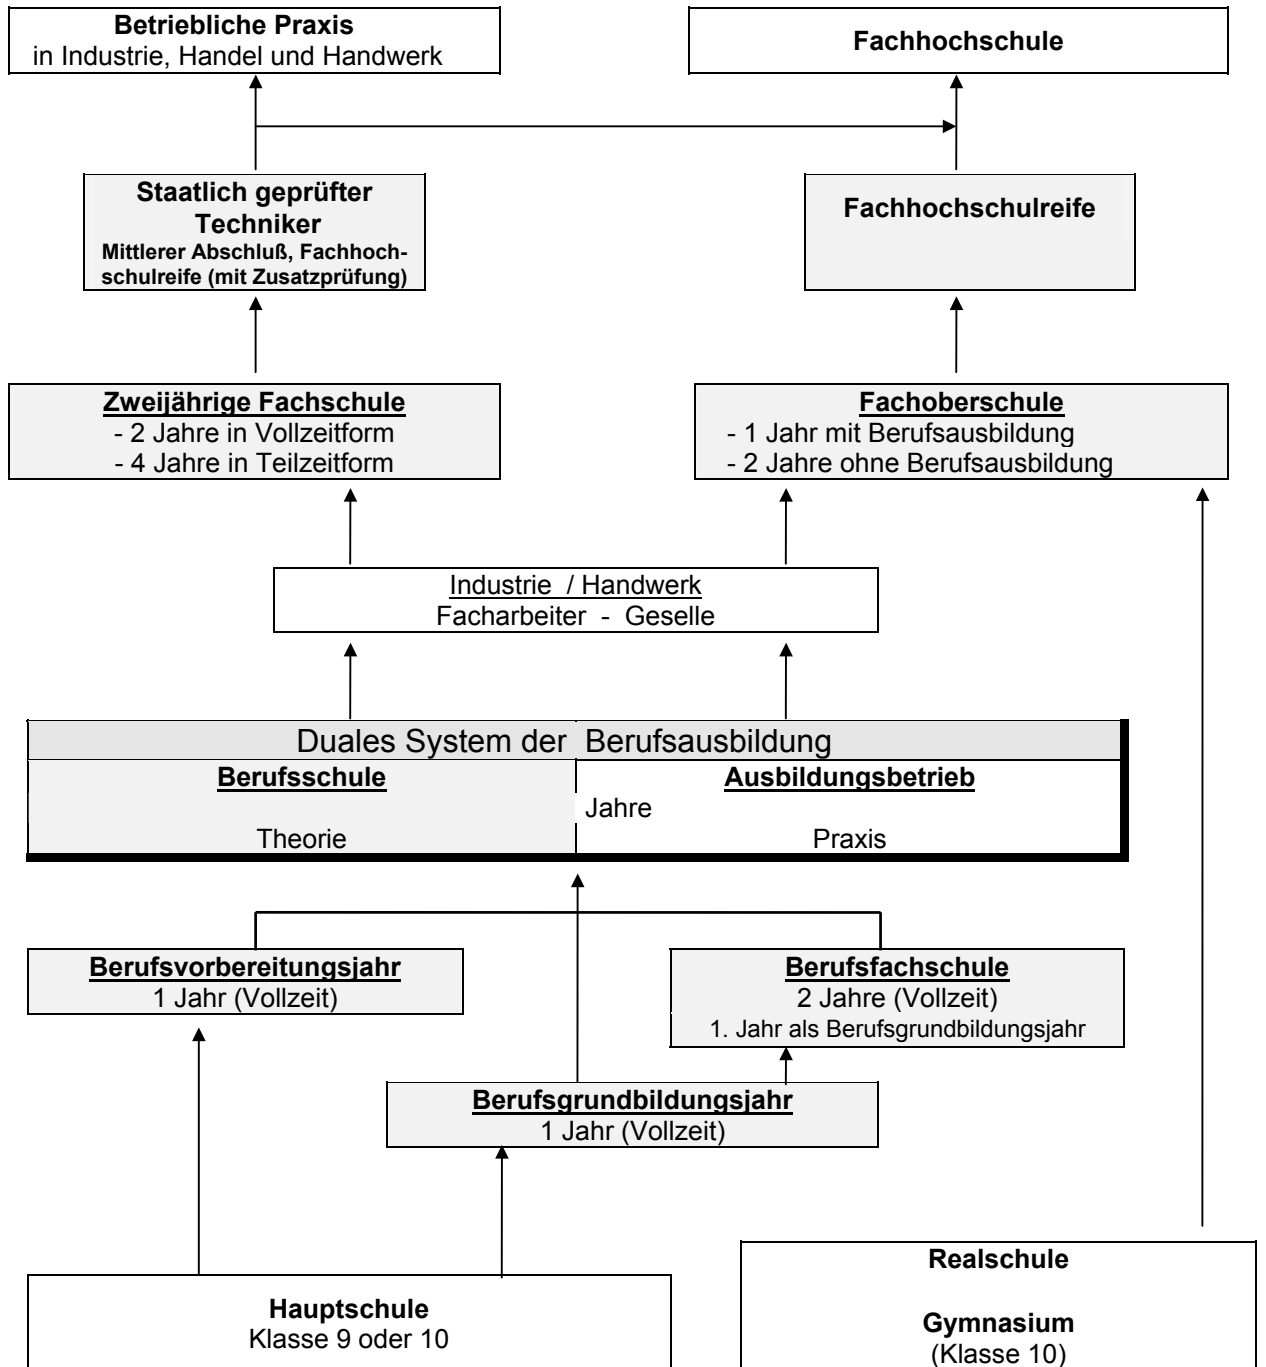 Betriebliche Praxis
in Industrie, Handel und Handwerk
Fachhochschule
Staatlich geprüfter
Techniker
Mittlerer Abschluß, Fachhoch-
schulreife (mit Zusatzprüfung)
Fachhochschulreife
Zweijährige Fachschule
- 2 Jahre in Vollzeitform
- 4 Jahre in Teilzeitform
Fachoberschule
- 1 Jahr mit Berufsausbildung
- 2 Jahre ohne Berufsausbildung
Industrie / Handwerk
Facharbeiter - Geselle
Duales System der Berufsausbildung
Berufsschule
Theorie
Ausbildungsbetrieb
Jahre
Praxis
Berufsvorbereitungsjahr
1 Jahr (Vollzeit)
Berufsfachschule
2 Jahre (Vollzeit)
1. Jahr als Berufsgrundbildungsjahr
Berufsgrundbildungsjahr
1 Jahr (Vollzeit)
Hauptschule
Klasse 9 oder 10
Realschule
Gymnasium
(Klasse 10)